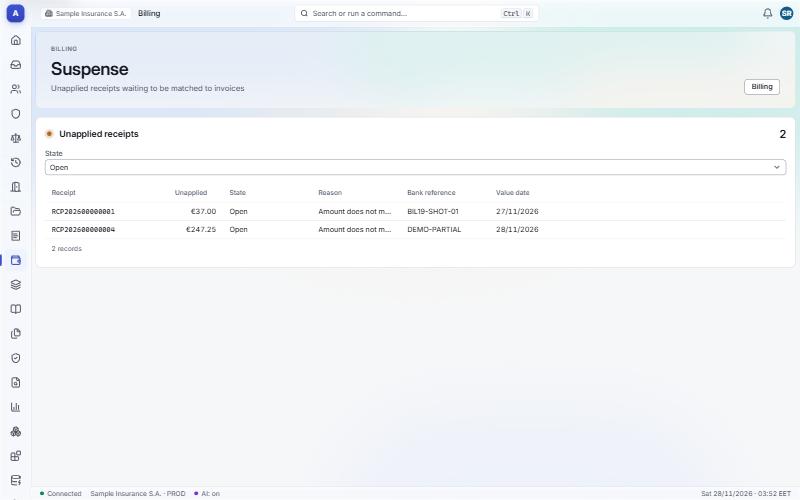 A
Sample Insurance S.A.
Billing
Search or run a command...
Ctrl K
SR
BILLING
Suspense
Unapplied receipts waiting to be matched to invoices
Billing
Unapplied receipts
2
State
Open
Receipt Unapplied State Reason Bank reference Value date
RCP202600000001 €37.00 Open Amount does not m... BIL19-SHOT-01 27/11/2026
RCP202600000004 €247.25 Open Amount does not m... DEMO-PARTIAL 28/11/2026
2 records
Connected Sample Insurance S.A. · PROD AI: on Sat 28/11/2026 · 03:52 EET